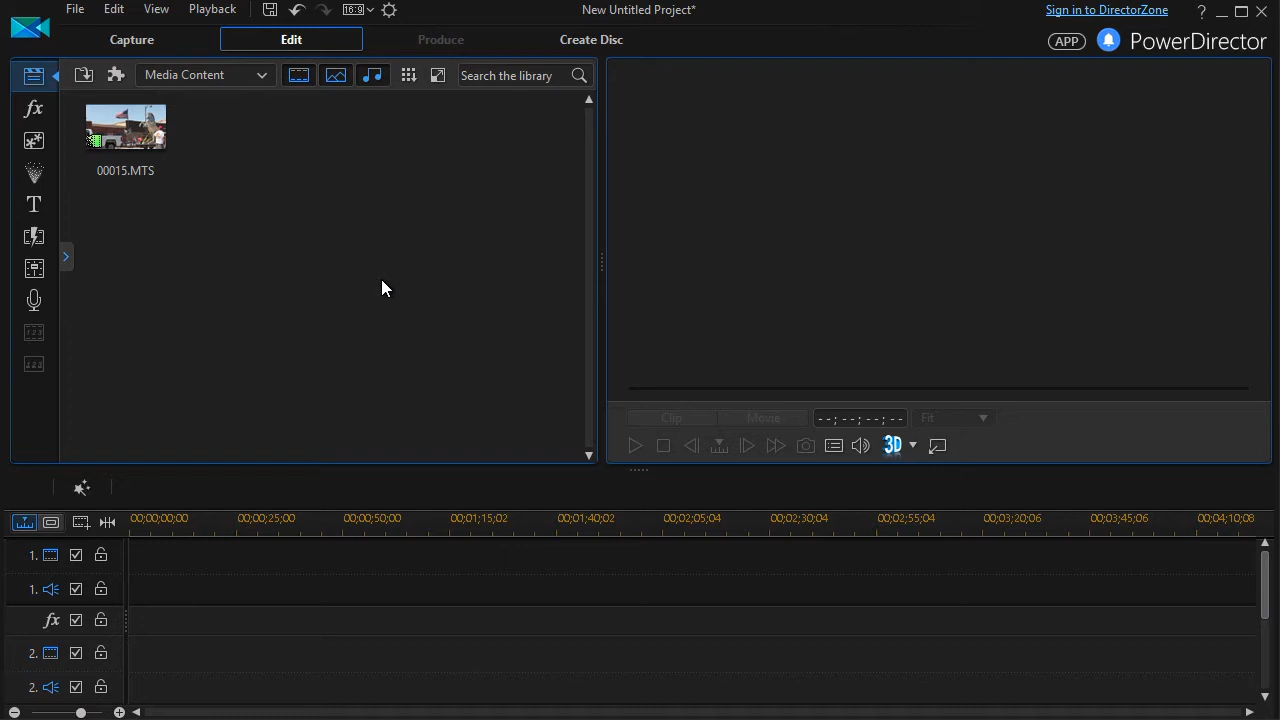 File Edit View Playback 16:9 New Untitled Project* Sign in to DirectorZone ?
Capture Edit Produce Create Disc APP PowerDirector
Media Content Search the library
fx
00015.MTS
T
Clip Movie --;--;--;-- Fit
3D
00;00;00;00 00;00;25;00 00;00;50;00 00;01;15;02 00;01;40;02 00;02;05;04 00;02;30;04 00;02;55;04 00;03;20;06 00;03;45;06 00;04;10;08
1.
1.
fx
2.
2.